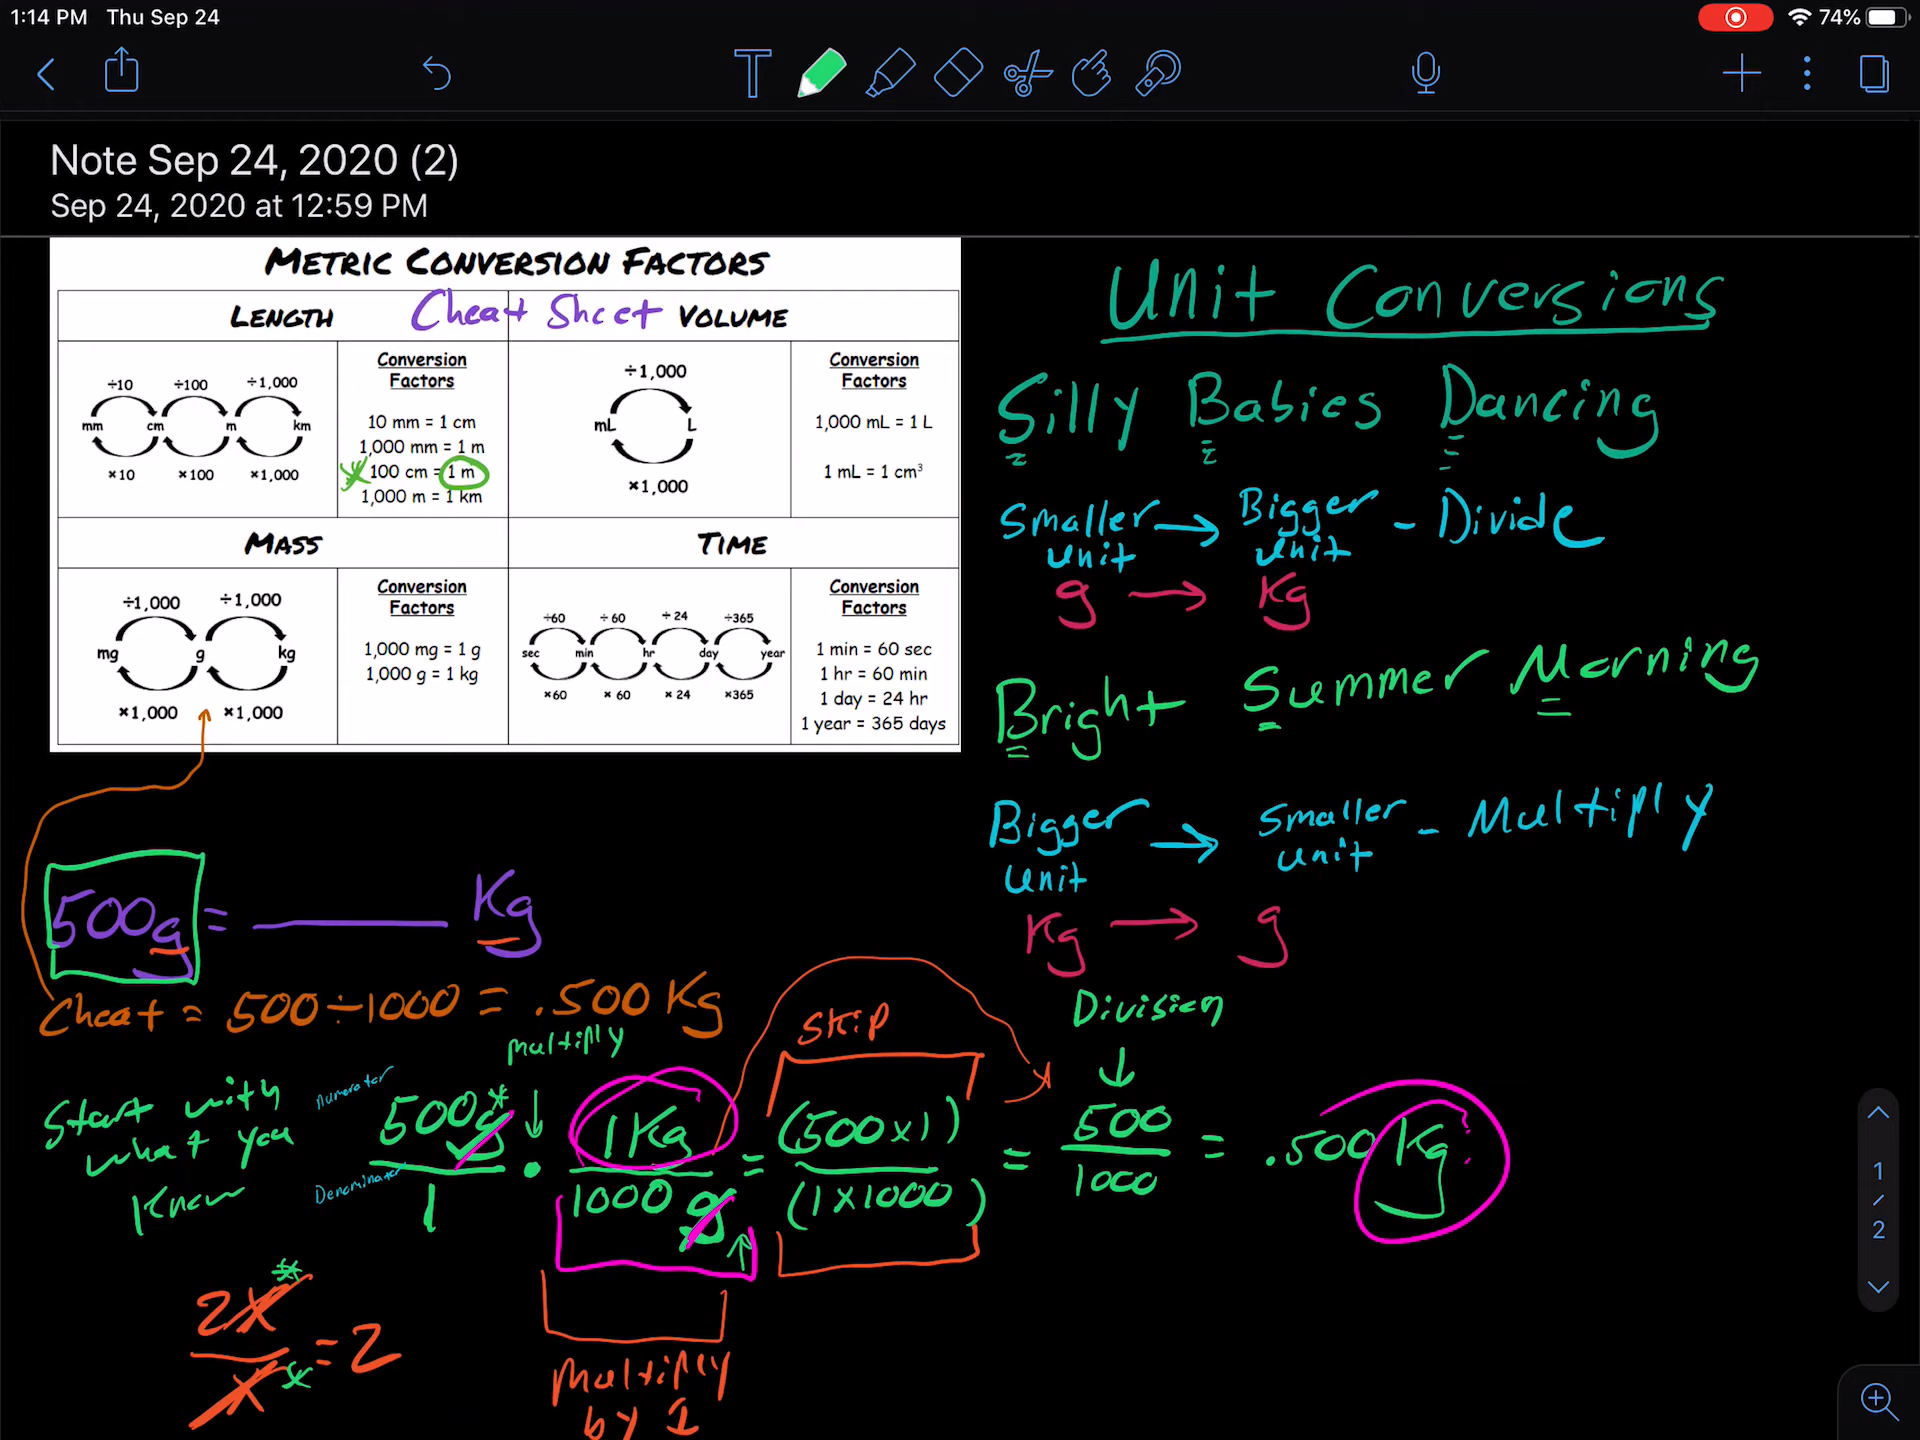 1:14 PM Thu Sep 24
74%
Note Sep 24, 2020 (2)
Sep 24, 2020 at 12:59 PM
METRIC CONVERSION FACTORS
Cheat Sheet
LENGTH
VOLUME
÷10 ÷100 ÷1,000
mm cm m km
×10 ×100 ×1,000
Conversion
Factors
10 mm = 1 cm
1,000 mm = 1 m
100 cm = 1 m
1,000 m = 1 km
÷1,000
mL L
×1,000
Conversion
Factors
1,000 mL = 1 L
1 mL = 1 cm³
MASS
TIME
÷1,000 ÷1,000
mg g kg
×1,000 ×1,000
Conversion
Factors
1,000 mg = 1 g
1,000 g = 1 kg
÷60 ÷60 ÷24 ÷365
sec min hr day year
×60 ×60 ×24 ×365
Conversion
Factors
1 min = 60 sec
1 hr = 60 min
1 day = 24 hr
1 year = 365 days
Unit Conversions
Silly Babies Dancing
Smaller unit → Bigger unit - Divide
g → Kg
Bright Summer Morning
Bigger unit → Smaller unit - Multiply
Kg → g
500g = ______ Kg
Cheat = 500 ÷ 1000 = .500 Kg
multiply
Skip
Division
Start with
what you
Know
Numerator
Denominator
500g/1 • 1Kg/1000g = (500x1)/(1x1000) = 500/1000 = .500 Kg?
2x/x = 2
Multiply
by 1
1
/
2